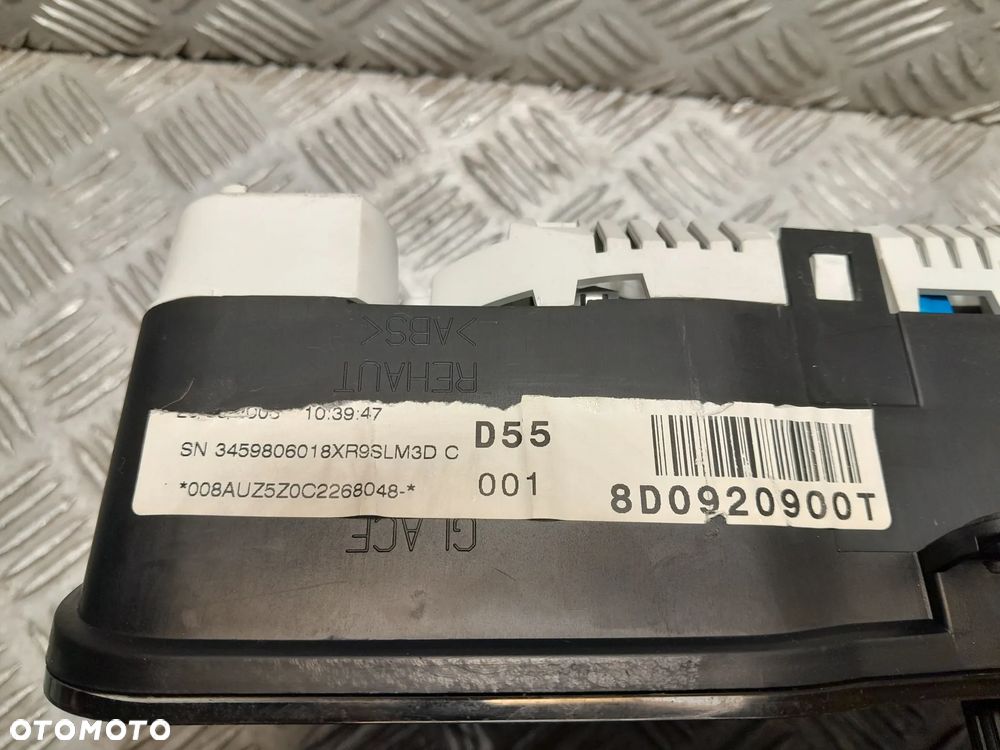 >ABS<
REHAUT
10:39:47
SN 3459806018XR9SLM3D C
*008AUZ5Z0C2268048-*
D55
001
8D0920900T
GLACE
OTOMOTO